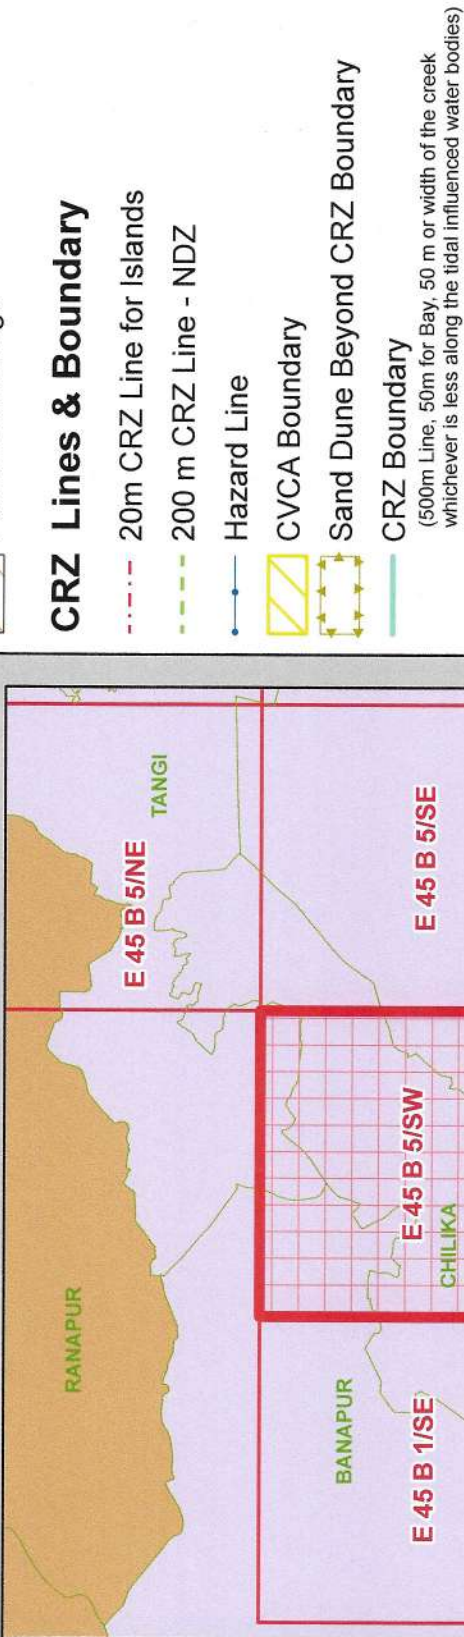 CRZ Lines & Boundary
20m CRZ Line for Islands
200 m CRZ Line - NDZ
Hazard Line
CVCA Boundary
Sand Dune Beyond CRZ Boundary
CRZ Boundary
(500m Line, 50m for Bay, 50 m or width of the creek
whichever is less along the tidal influenced water bodies)
RANAPUR
TANGI
E 45 B 5/NE
BANAPUR
E 45 B 1/SE
E 45 B 5/SW
CHILIKA
E 45 B 5/SE